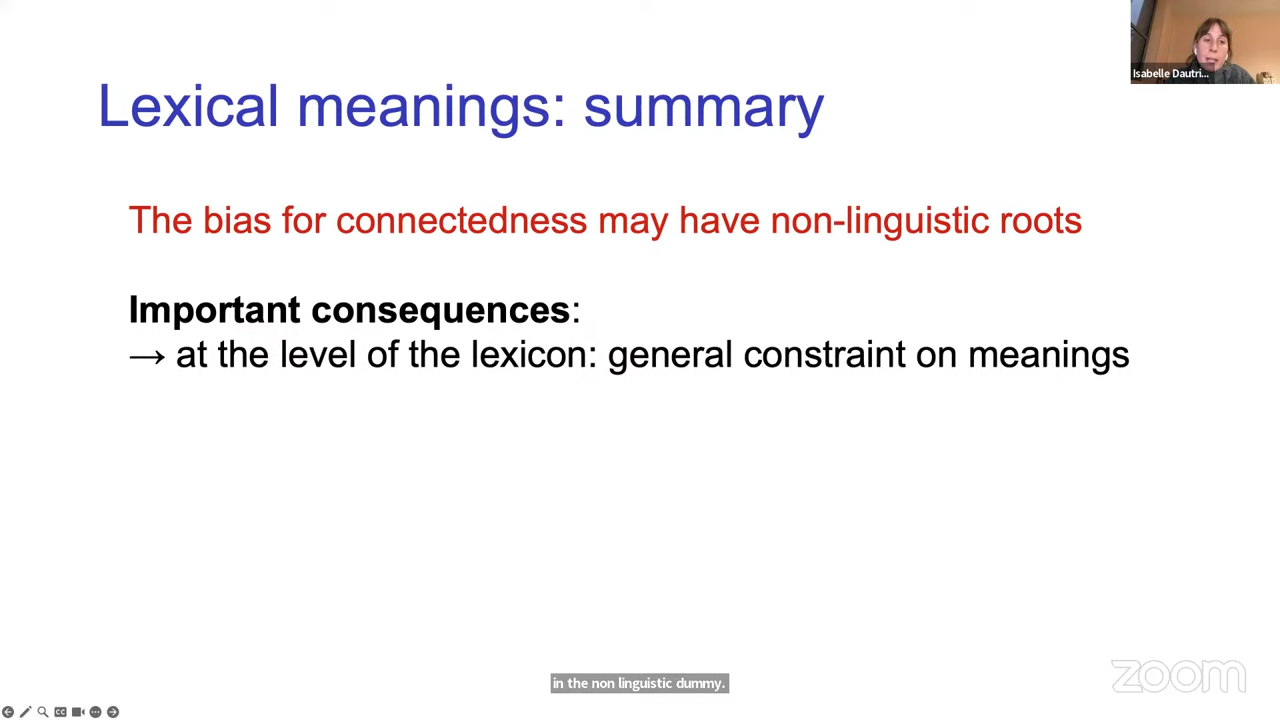 Isabelle Dautri...
Lexical meanings: summary
The bias for connectedness may have non-linguistic roots
Important consequences:
→ at the level of the lexicon: general constraint on meanings
in the non linguistic dummy.
zoom
CC